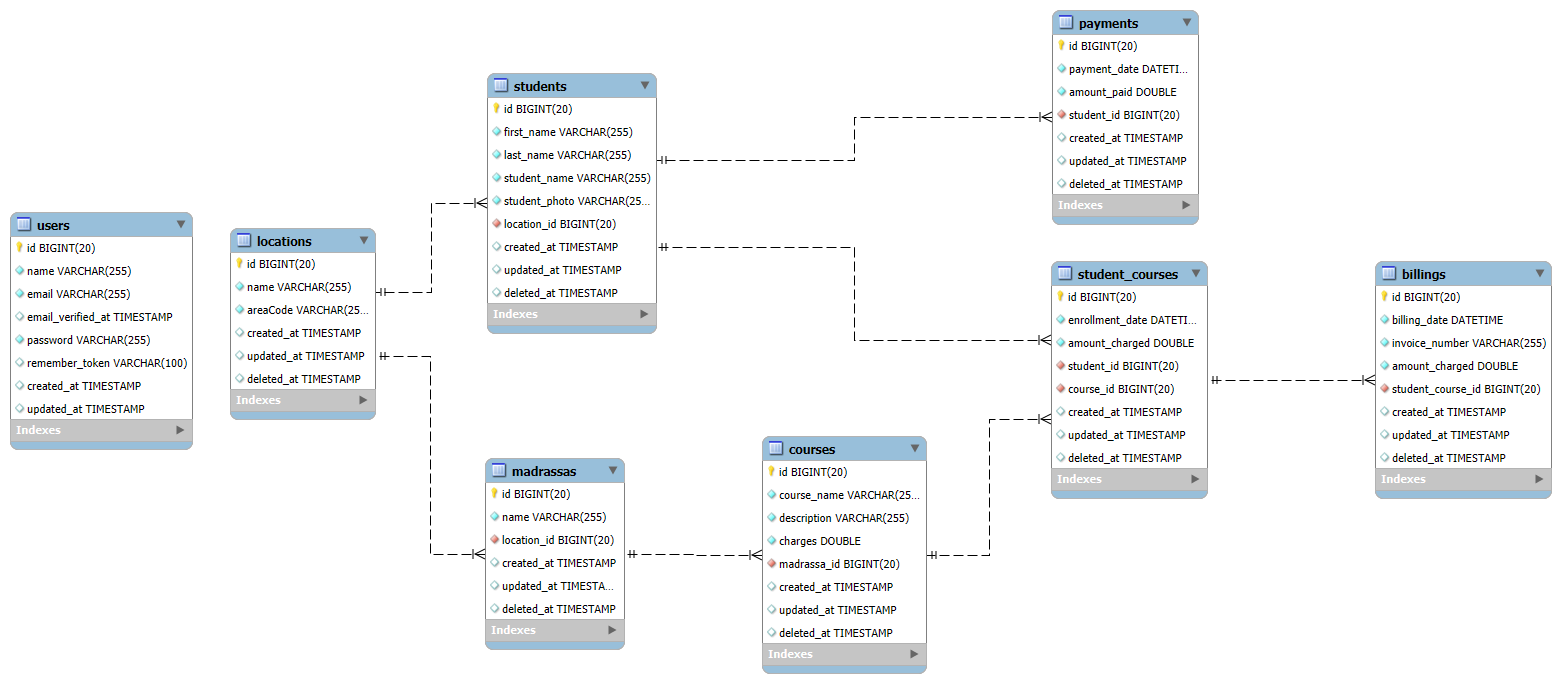 users
id BIGINT(20)
name VARCHAR(255)
email VARCHAR(255)
email_verified_at TIMESTAMP
password VARCHAR(255)
remember_token VARCHAR(100)
created_at TIMESTAMP
updated_at TIMESTAMP
Indexes
locations
id BIGINT(20)
name VARCHAR(255)
areaCode VARCHAR(25...
created_at TIMESTAMP
updated_at TIMESTAMP
deleted_at TIMESTAMP
Indexes
students
id BIGINT(20)
first_name VARCHAR(255)
last_name VARCHAR(255)
student_name VARCHAR(255)
student_photo VARCHAR(25...
location_id BIGINT(20)
created_at TIMESTAMP
updated_at TIMESTAMP
deleted_at TIMESTAMP
Indexes
madrassas
id BIGINT(20)
name VARCHAR(255)
location_id BIGINT(20)
created_at TIMESTAMP
updated_at TIMESTA...
deleted_at TIMESTAMP
Indexes
courses
id BIGINT(20)
course_name VARCHAR(25...
description VARCHAR(255)
charges DOUBLE
madrassa_id BIGINT(20)
created_at TIMESTAMP
updated_at TIMESTAMP
deleted_at TIMESTAMP
Indexes
payments
id BIGINT(20)
payment_date DATETI...
amount_paid DOUBLE
student_id BIGINT(20)
created_at TIMESTAMP
updated_at TIMESTAMP
deleted_at TIMESTAMP
Indexes
student_courses
id BIGINT(20)
enrollment_date DATETI...
amount_charged DOUBLE
student_id BIGINT(20)
course_id BIGINT(20)
created_at TIMESTAMP
updated_at TIMESTAMP
deleted_at TIMESTAMP
Indexes
billings
id BIGINT(20)
billing_date DATETIME
invoice_number VARCHAR(255)
amount_charged DOUBLE
student_course_id BIGINT(20)
created_at TIMESTAMP
updated_at TIMESTAMP
deleted_at TIMESTAMP
Indexes